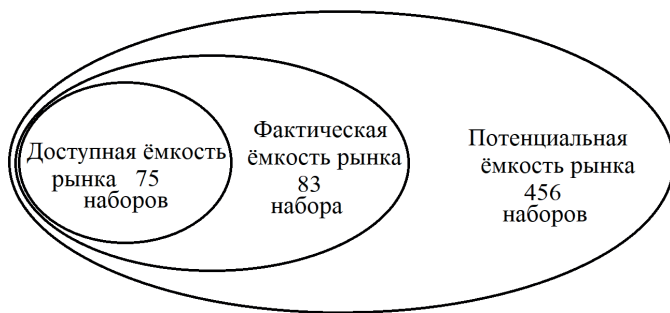 Доступная ёмкость
рынка 75
наборов
Фактическая
ёмкость рынка
83
набора
Потенциальная
ёмкость рынка
456
наборов